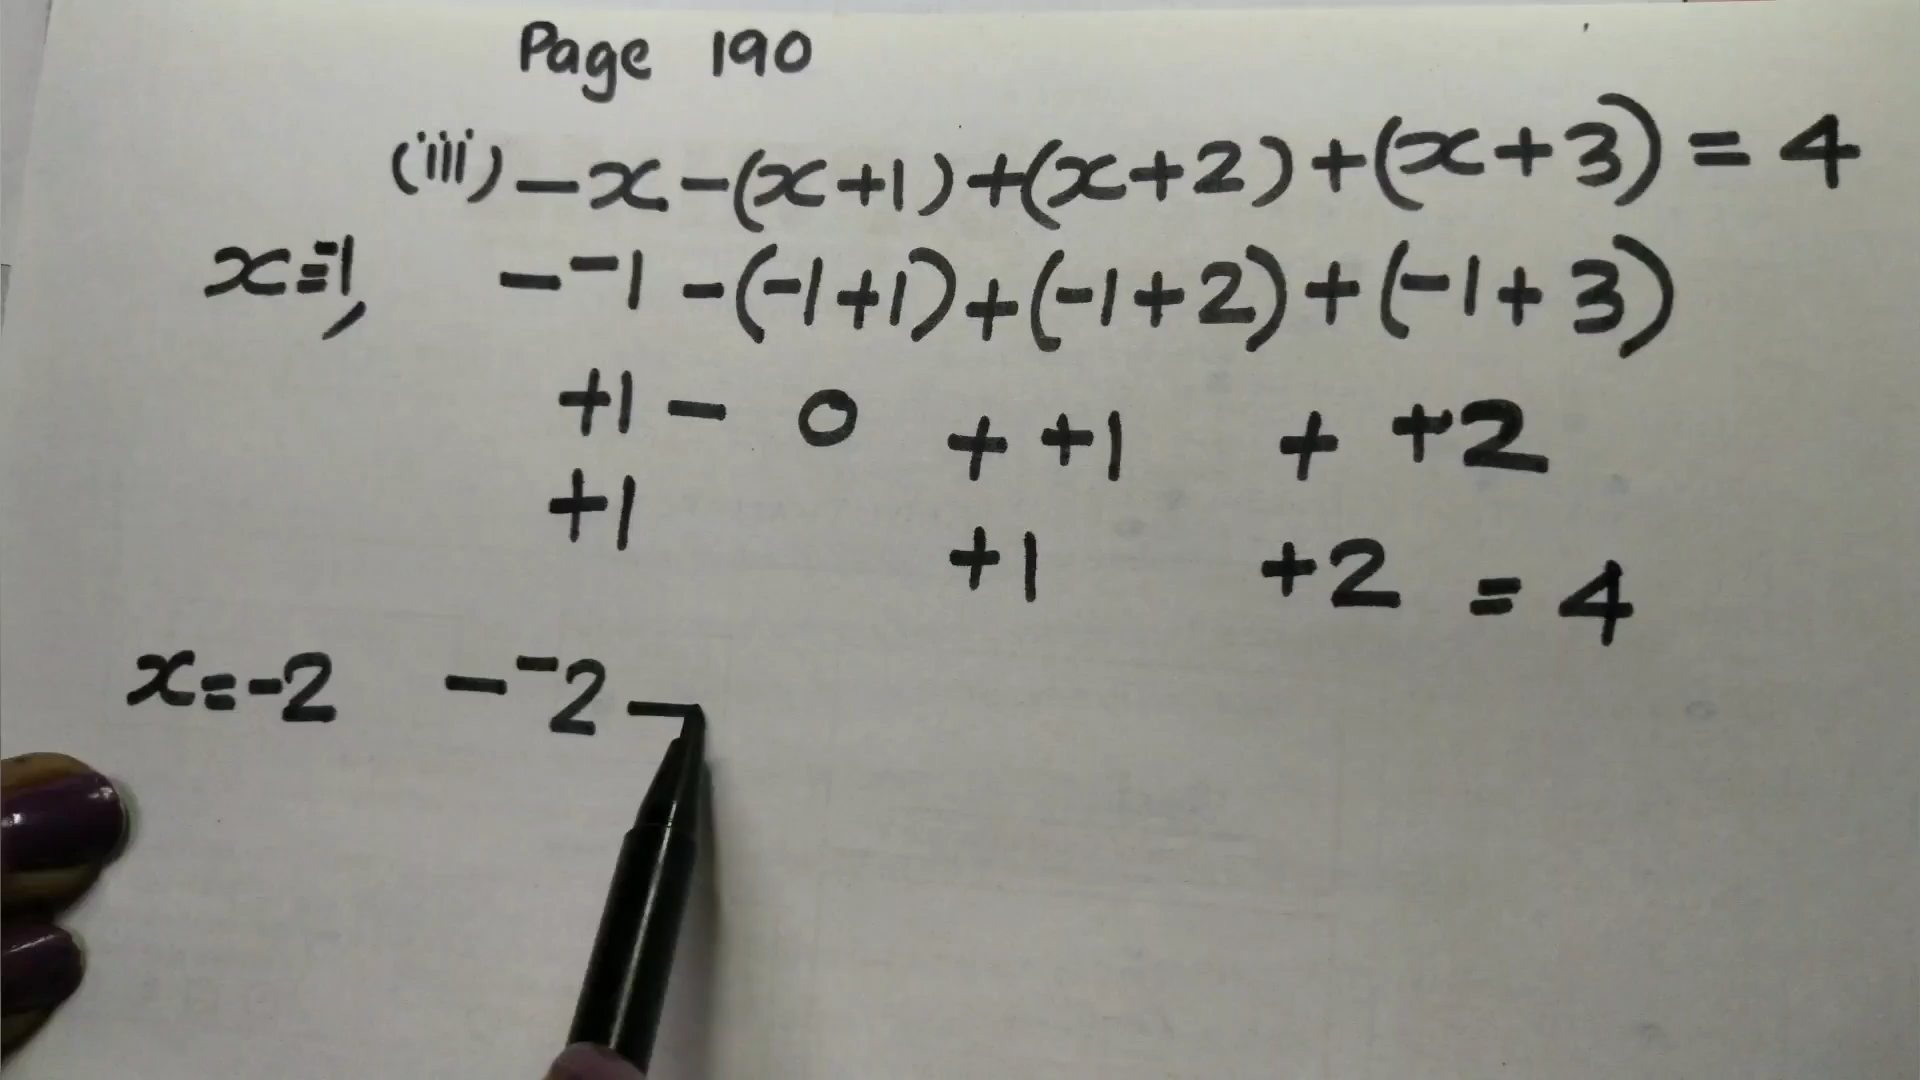 Page 190
(iii) -x-(x+1)+(x+2)+(x+3)=4
x=-1, - -1 -(-1+1)+(-1+2)+(-1+3)
+1 - 0 + +1 + +2
+1 +1 +2 = 4
x=-2 - -2 -